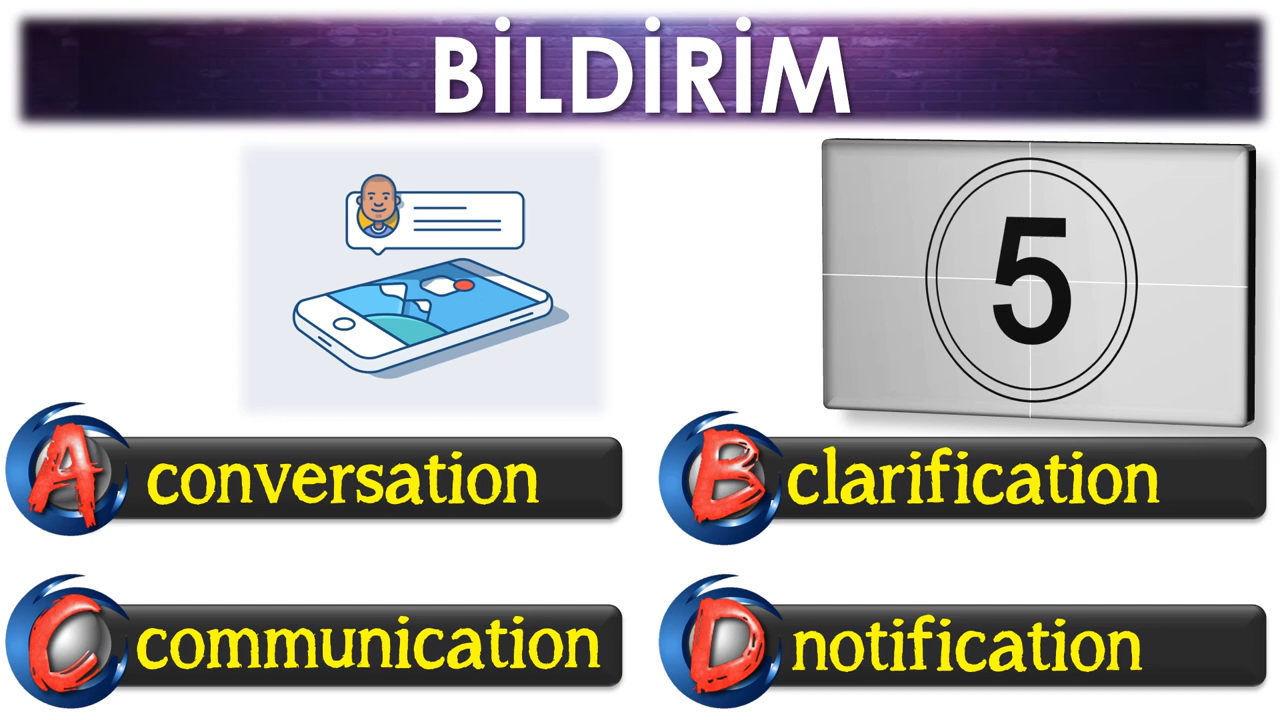 BİLDİRİM
5
A conversation
B clarification
C communication
D notification